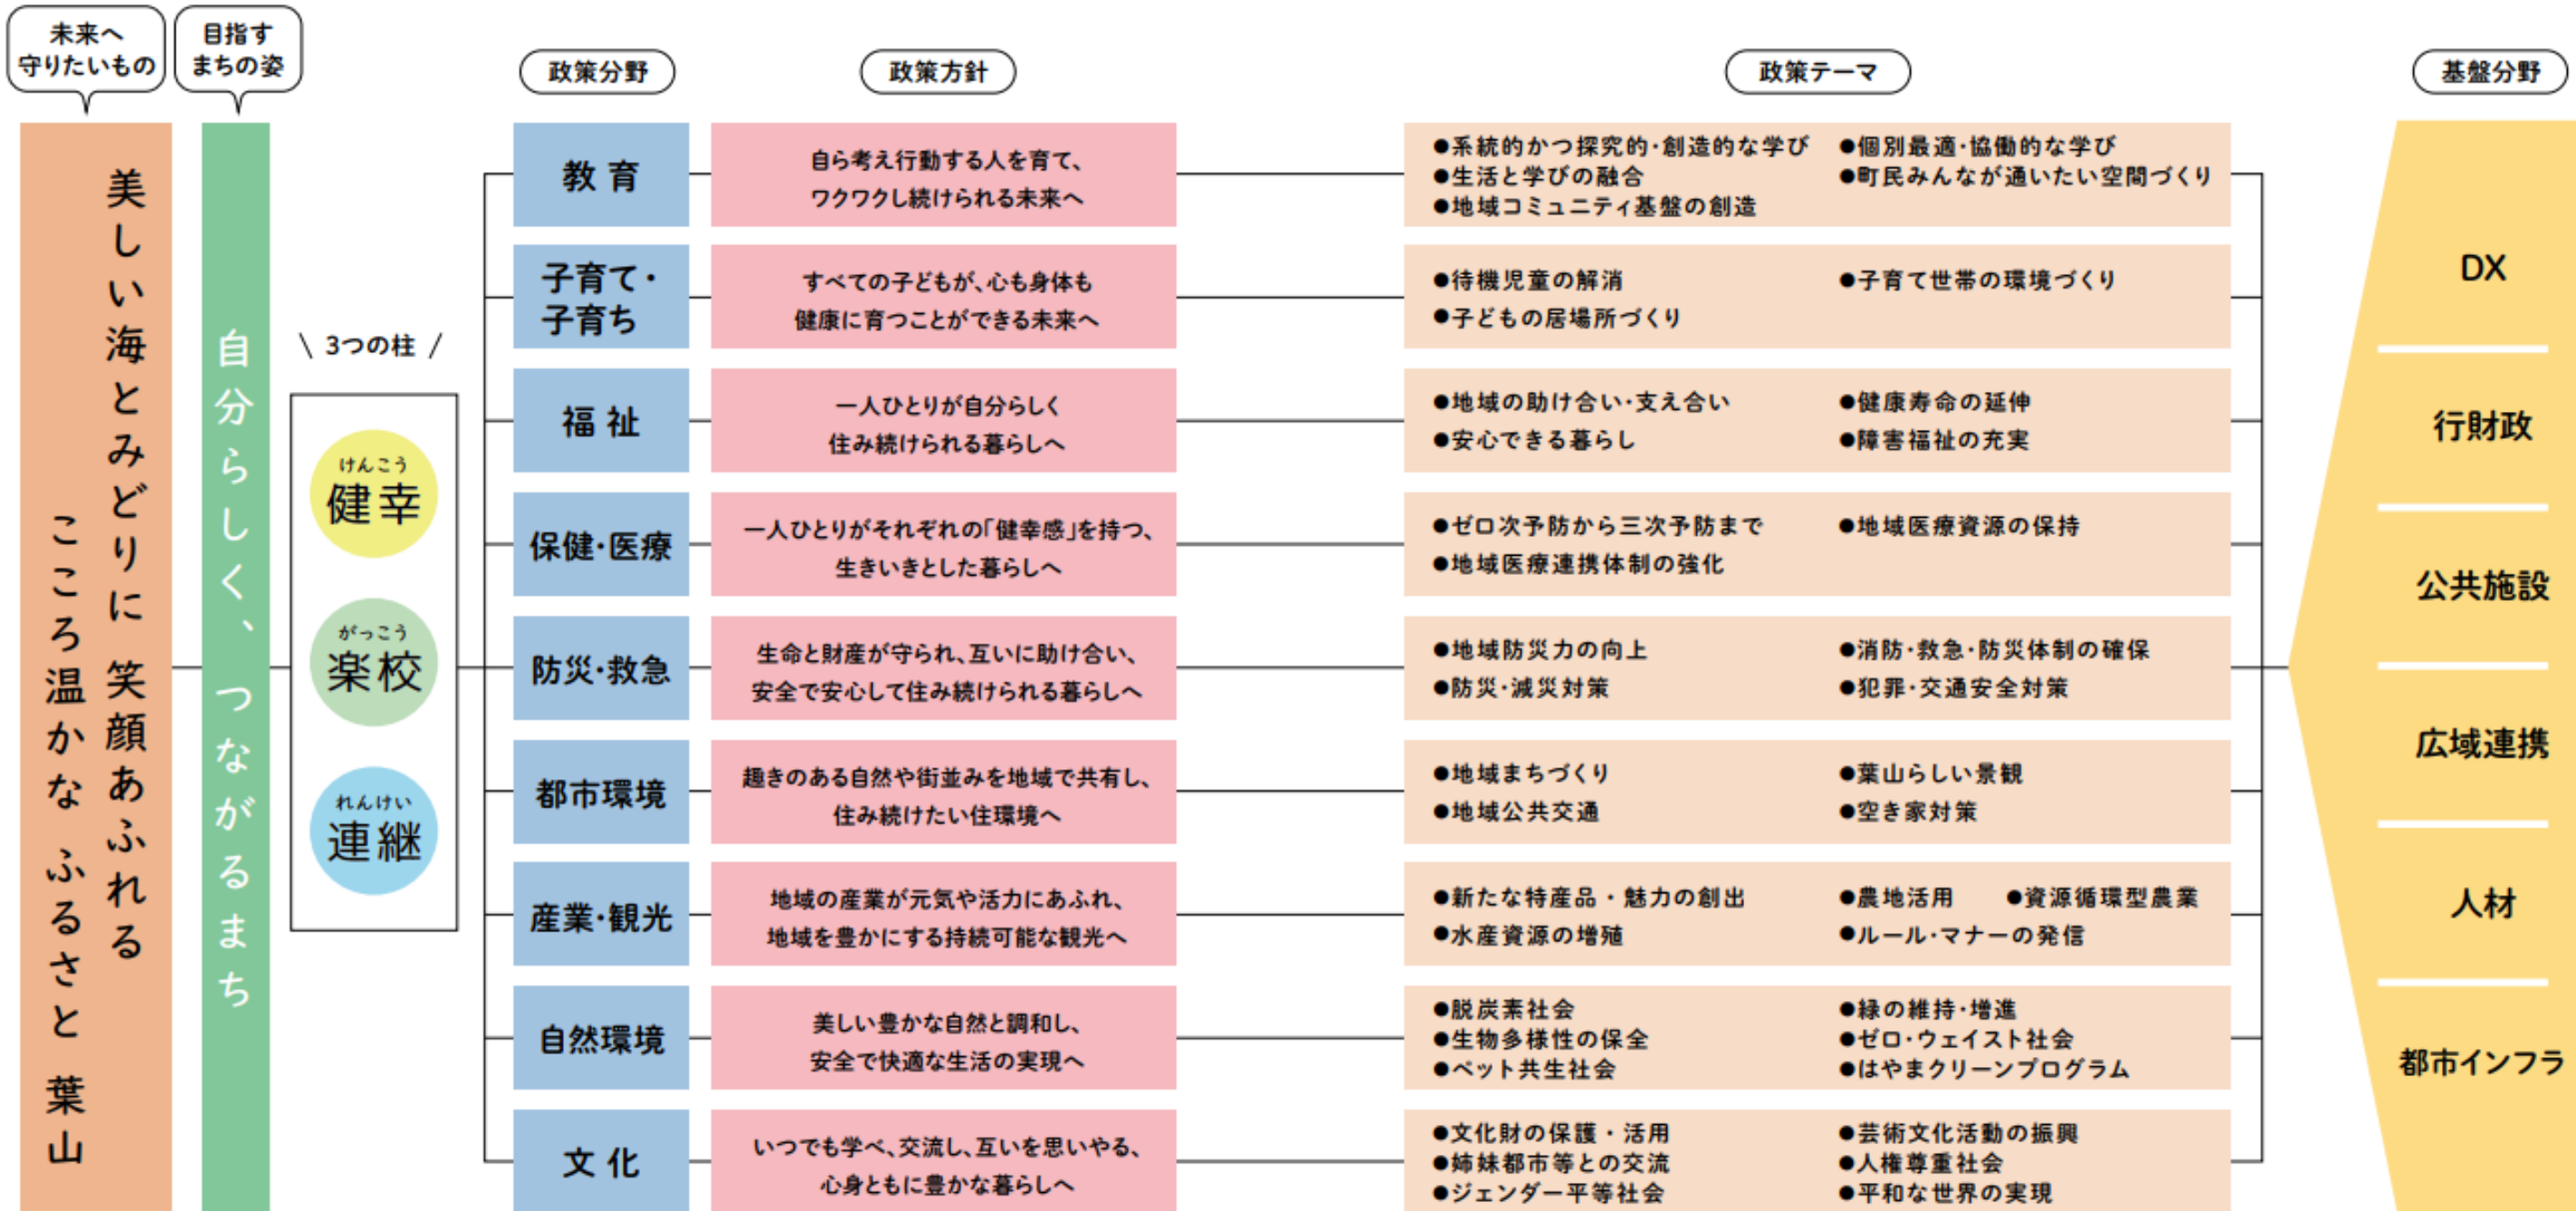 未来へ
守りたいもの
目指す
まちの姿
政策分野
政策方針
政策テーマ
基盤分野
美しい海とみどりに 笑顔あふれる
こころ温かな ふるさと 葉山
自分らしく、つながるまち
3つの柱
けんこう
健幸
がっこう
楽校
れんけい
連継
教育
自ら考え行動する人を育て、
ワクワクし続けられる未来へ
●系統的かつ探究的・創造的な学び ●個別最適・協働的な学び
●生活と学びの融合 ●町民みんなが通いたい空間づくり
●地域コミュニティ基盤の創造
子育て・
子育ち
すべての子どもが、心も身体も
健康に育つことができる未来へ
●待機児童の解消 ●子育て世帯の環境づくり
●子どもの居場所づくり
福祉
一人ひとりが自分らしく
住み続けられる暮らしへ
●地域の助け合い・支え合い ●健康寿命の延伸
●安心できる暮らし ●障害福祉の充実
保健・医療
一人ひとりがそれぞれの「健幸感」を持つ、
生きいきとした暮らしへ
●ゼロ次予防から三次予防まで ●地域医療資源の保持
●地域医療連携体制の強化
防災・救急
生命と財産が守られ、互いに助け合い、
安全で安心して住み続けられる暮らしへ
●地域防災力の向上 ●消防・救急・防災体制の確保
●防災・減災対策 ●犯罪・交通安全対策
都市環境
趣きのある自然や街並みを地域で共有し、
住み続けたい住環境へ
●地域まちづくり ●葉山らしい景観
●地域公共交通 ●空き家対策
産業・観光
地域の産業が元気や活力にあふれ、
地域を豊かにする持続可能な観光へ
●新たな特産品・魅力の創出 ●農地活用 ●資源循環型農業
●水産資源の増殖 ●ルール・マナーの発信
自然環境
美しい豊かな自然と調和し、
安全で快適な生活の実現へ
●脱炭素社会 ●緑の維持・増進
●生物多様性の保全 ●ゼロ・ウェイスト社会
●ペット共生社会 ●はやまクリーンプログラム
文化
いつでも学べ、交流し、互いを思いやる、
心身ともに豊かな暮らしへ
●文化財の保護・活用 ●芸術文化活動の振興
●姉妹都市等との交流 ●人権尊重社会
●ジェンダー平等社会 ●平和な世界の実現
DX
行財政
公共施設
広域連携
人材
都市インフラ